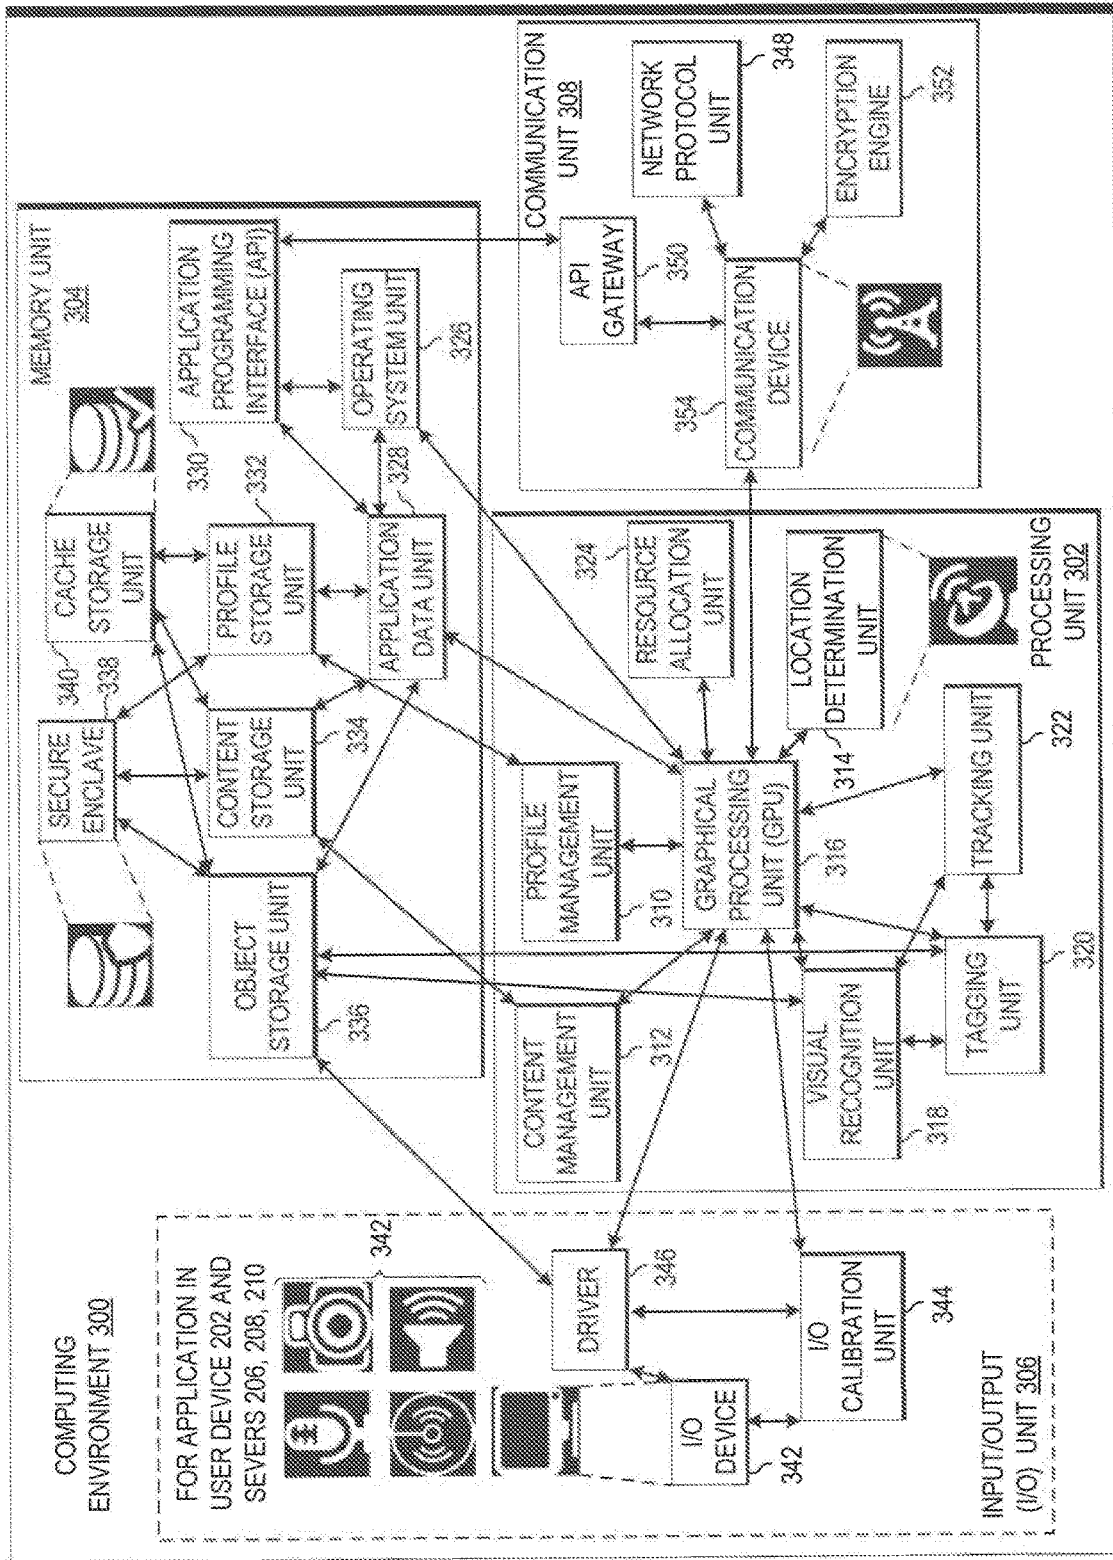 COMPUTING
ENVIRONMENT 300
FOR APPLICATION IN
USER DEVICE 202 AND
SEVERS 206, 208, 210
342
DRIVER
346
I/O
DEVICE
342
I/O
CALIBRATION
UNIT
344
INPUT/OUTPUT
(I/O) UNIT 306
MEMORY UNIT
304
SECURE
ENCLAVE
338
CACHE
STORAGE
UNIT
340
OBJECT
STORAGE UNIT
336
CONTENT
STORAGE
UNIT
334
PROFILE
STORAGE
UNIT
332
APPLICATION
PROGRAMMING
INTERFACE (API)
330
APPLICATION
DATA UNIT
328
OPERATING
SYSTEM UNIT
326
CONTENT
MANAGEMENT
UNIT
312
PROFILE
MANAGEMENT
UNIT
310
RESOURCE
ALLOCATION
UNIT
324
GRAPHICAL
PROCESSING
UNIT (GPU)
316
LOCATION
DETERMINATION
UNIT
314
VISUAL
RECOGNITION
UNIT
318
TAGGING
UNIT
320
TRACKING UNIT
322
PROCESSING
UNIT 302
COMMUNICATION
UNIT 308
API
GATEWAY
350
NETWORK
PROTOCOL
UNIT
348
COMMUNICATION
DEVICE
354
ENCRYPTION
ENGINE
352